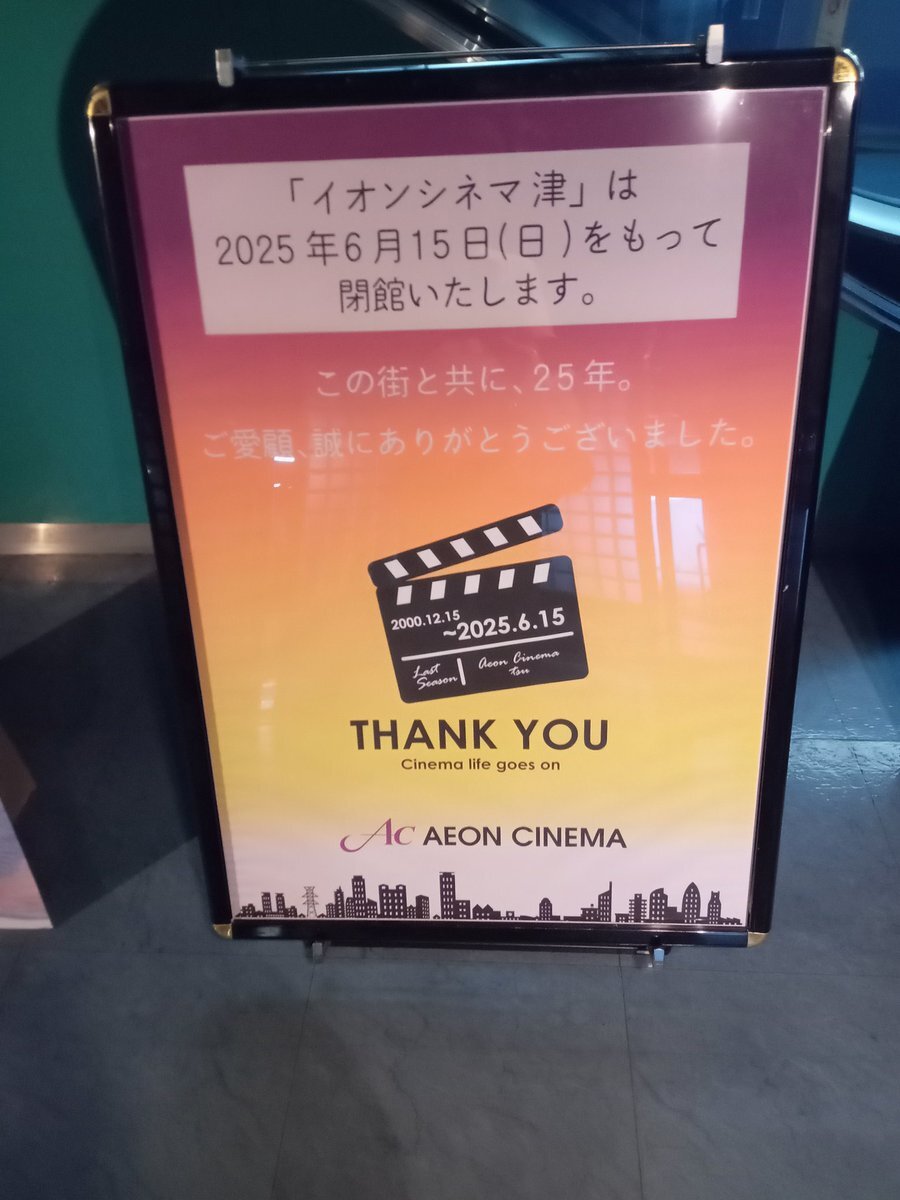 「イオンシネマ 津」は
2025年6月15日(日)をもって
閉館いたします。
この街と共に、25年。
ご愛顧、誠にありがとうございました。
2000.12.15
~2025.6.15
Last Season
Aeon Cinema tsu
THANK YOU
Cinema life goes on
AC AEON CINEMA